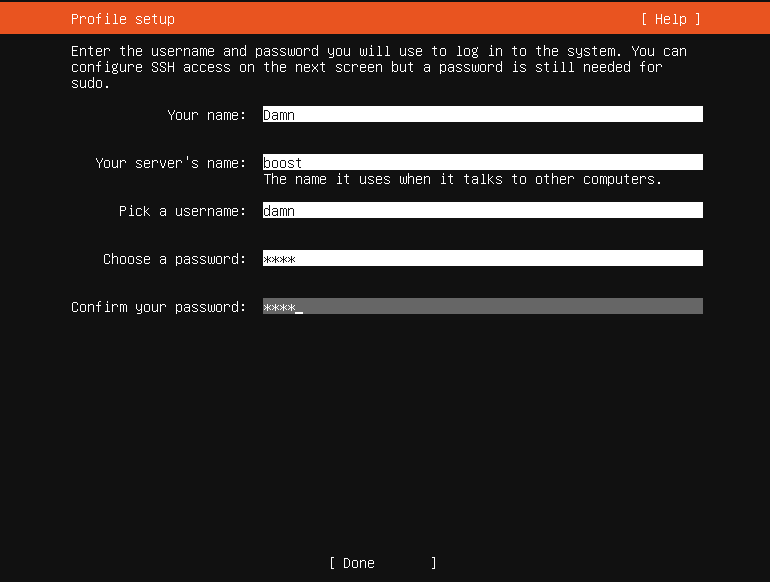 Profile setup [ Help ]
Enter the username and password you will use to log in to the system. You can
configure SSH access on the next screen but a password is still needed for
sudo.
Your name: Damn
Your server's name: boost
The name it uses when it talks to other computers.
Pick a username: damn
Choose a password: ****
Confirm your password: ****_
[ Done ]